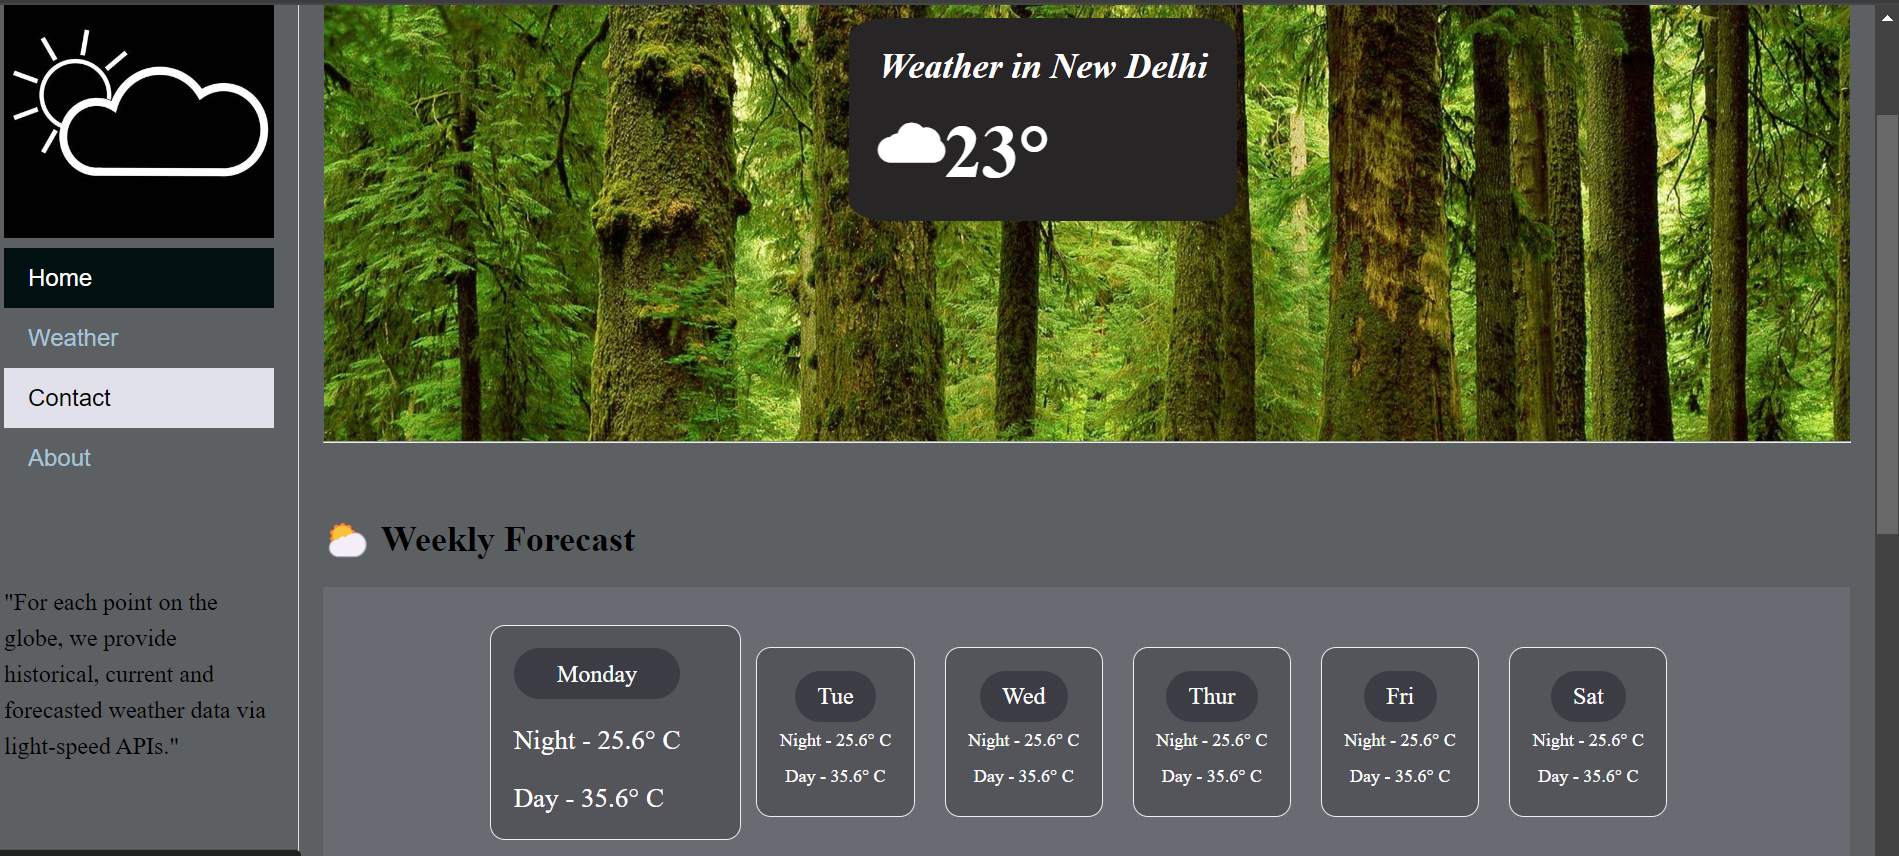 Weather in New Delhi
23°
Home
Weather
Contact
About
"For each point on the
globe, we provide
historical, current and
forecasted weather data via
light-speed APIs."
Weekly Forecast
Monday
Night - 25.6° C
Day - 35.6° C
Tue
Night - 25.6° C
Day - 35.6° C
Wed
Night - 25.6° C
Day - 35.6° C
Thur
Night - 25.6° C
Day - 35.6° C
Fri
Night - 25.6° C
Day - 35.6° C
Sat
Night - 25.6° C
Day - 35.6° C